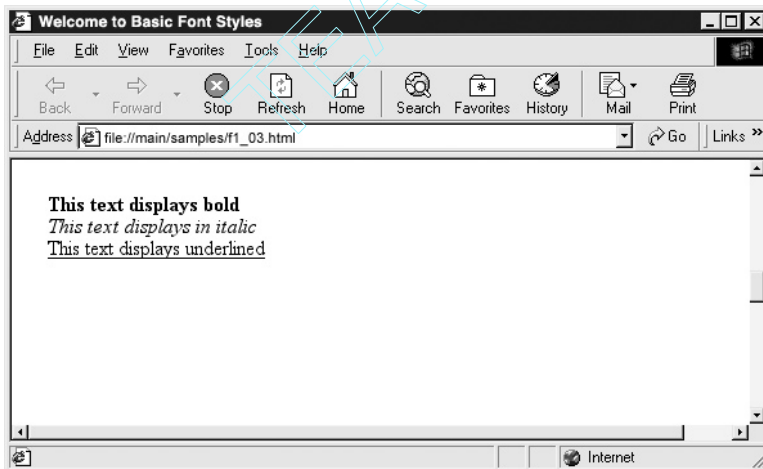 Welcome to Basic Font Styles
File Edit View Favorites Tools Help
Back Forward Stop Refresh Home Search Favorites History Mail Print
Address file://main/samples/f1_03.html Go Links »
This text displays bold
This text displays in italic
This text displays underlined
Internet